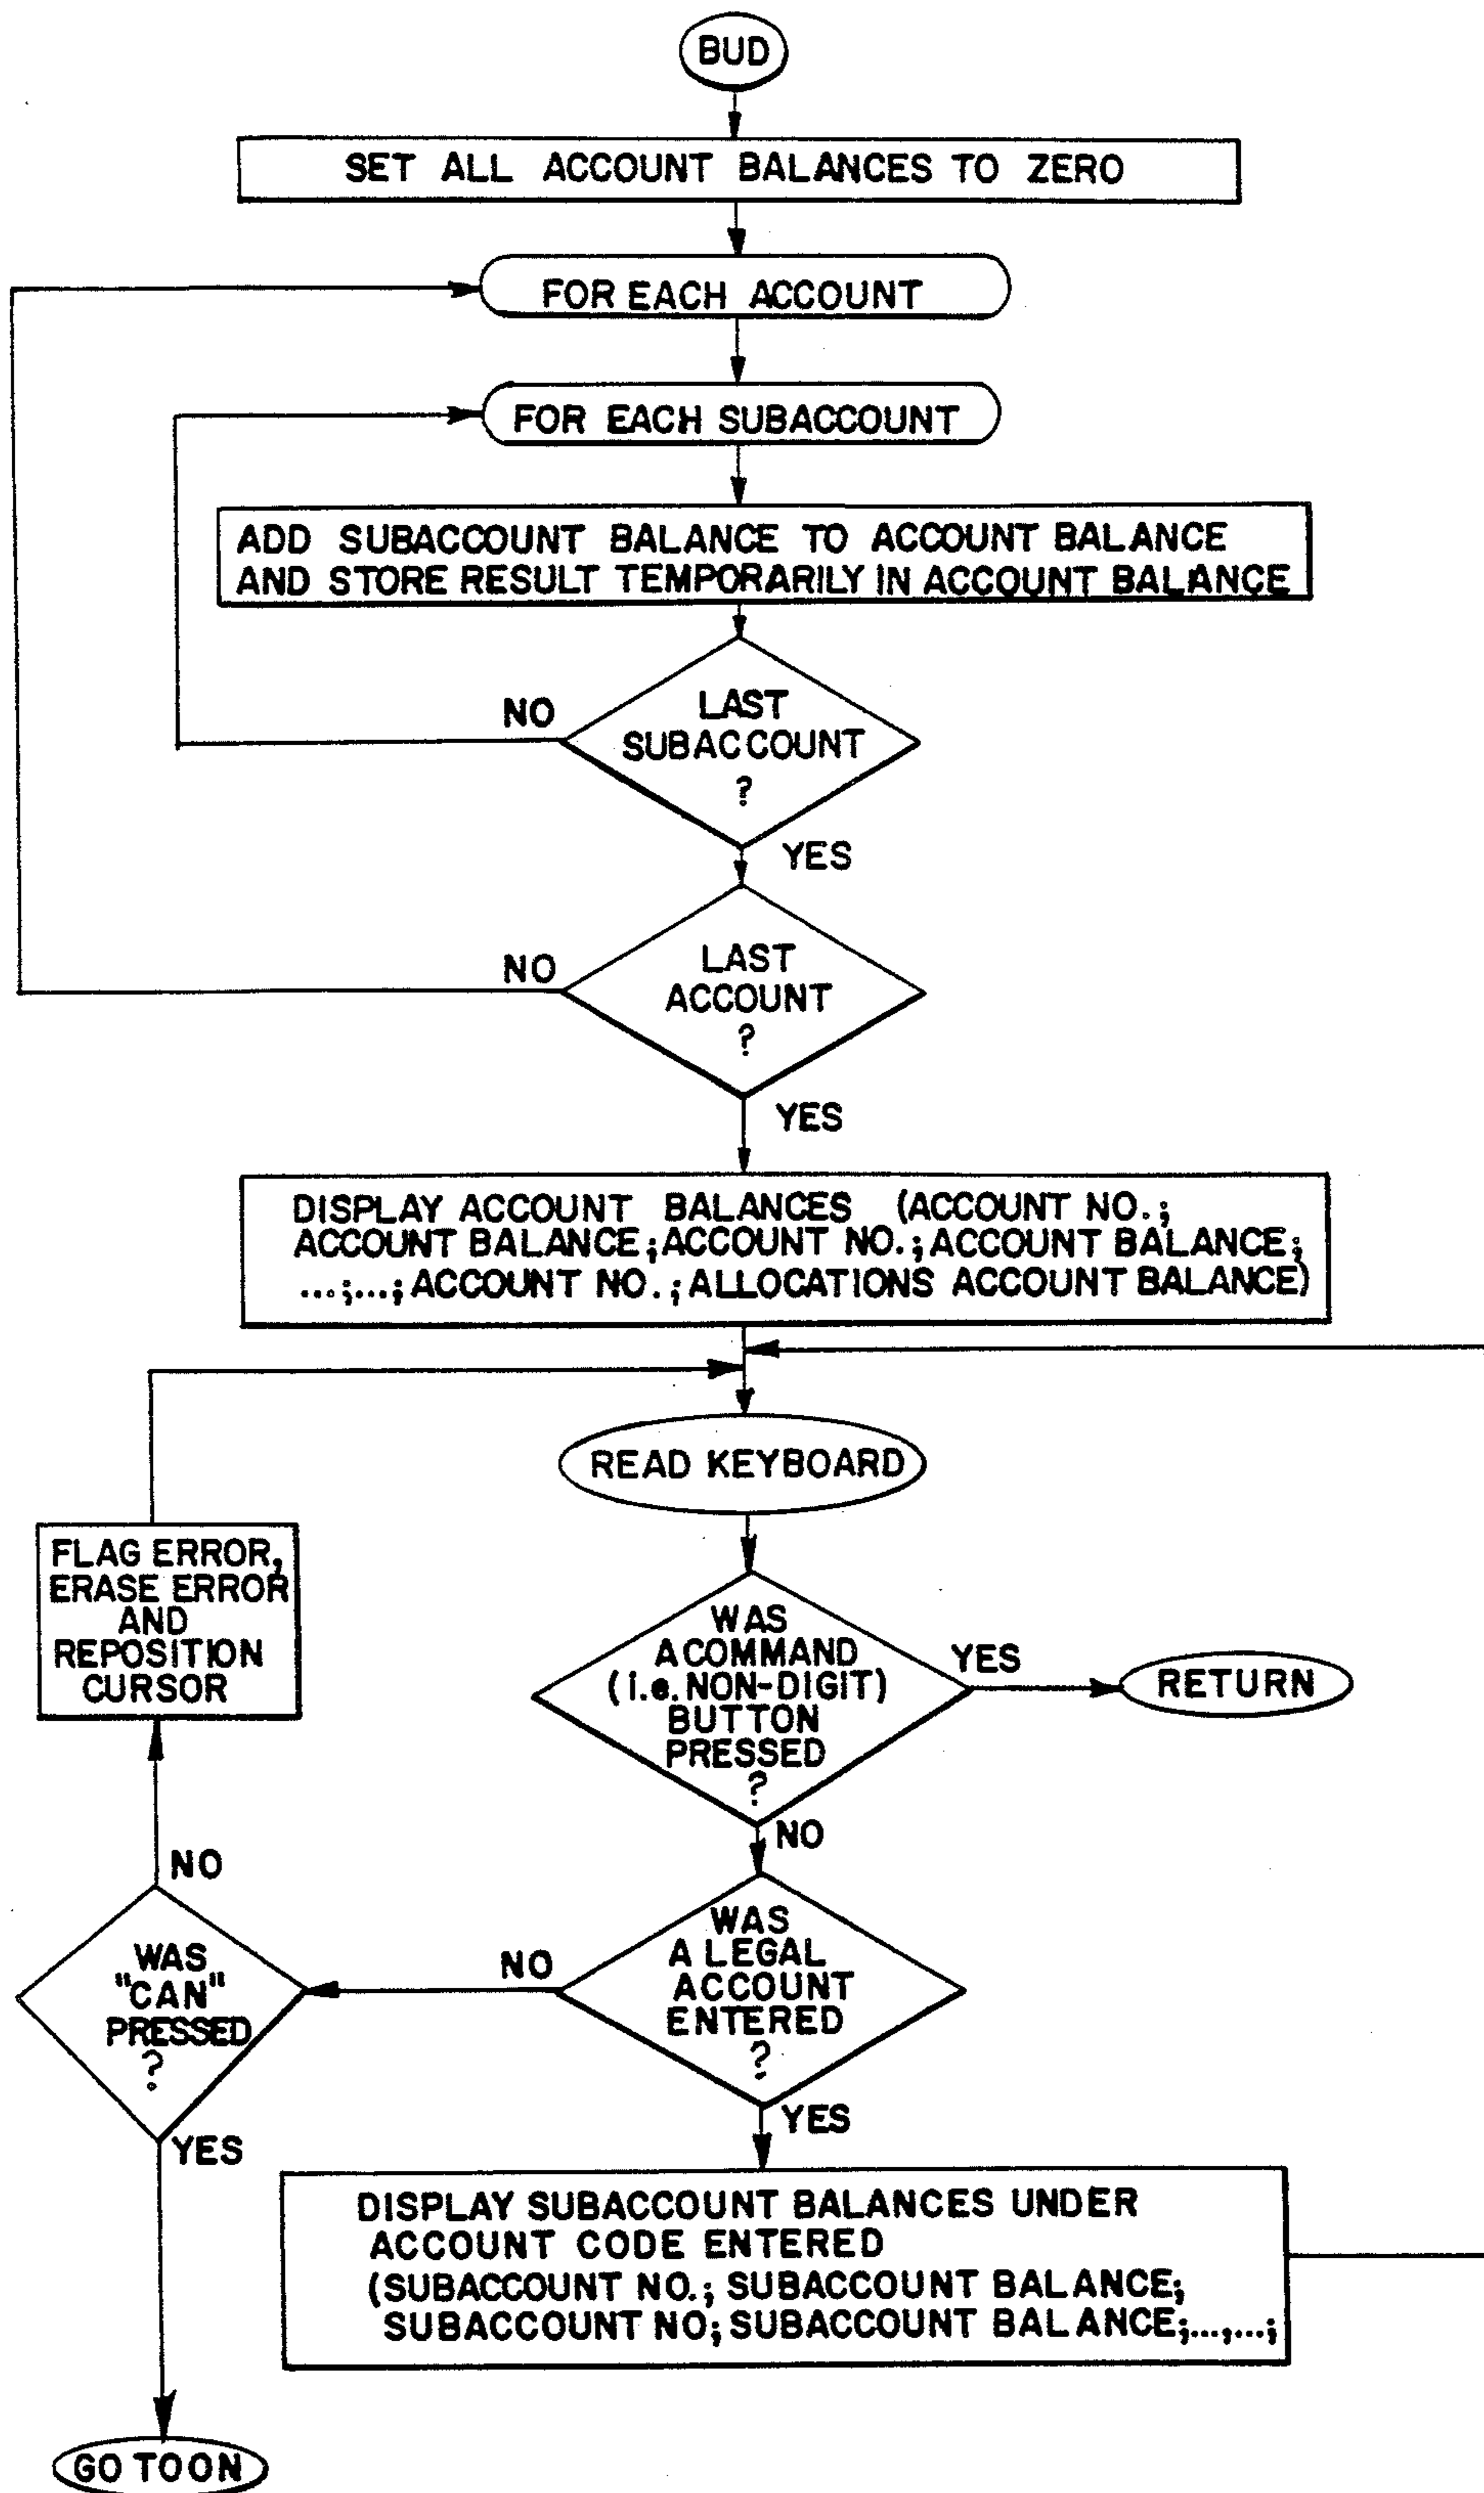 BUD
SET ALL ACCOUNT BALANCES TO ZERO
FOR EACH ACCOUNT
FOR EACH SUBACCOUNT
ADD SUBACCOUNT BALANCE TO ACCOUNT BALANCE
AND STORE RESULT TEMPORARILY IN ACCOUNT BALANCE
LAST
SUBACCOUNT
?
NO
YES
LAST
ACCOUNT
?
NO
YES
DISPLAY ACCOUNT BALANCES (ACCOUNT NO.;
ACCOUNT BALANCE; ACCOUNT NO.; ACCOUNT BALANCE;
...;...; ACCOUNT NO.; ALLOCATIONS ACCOUNT BALANCE)
READ KEYBOARD
FLAG ERROR,
ERASE ERROR
AND
REPOSITION
CURSOR
WAS
A COMMAND
(i.e. NON-DIGIT)
BUTTON
PRESSED
?
YES
RETURN
NO
WAS
A LEGAL
ACCOUNT
ENTERED
?
NO
WAS
"CAN"
PRESSED
?
NO
YES
YES
DISPLAY SUBACCOUNT BALANCES UNDER
ACCOUNT CODE ENTERED
(SUBACCOUNT NO.; SUBACCOUNT BALANCE;
SUBACCOUNT NO; SUBACCOUNT BALANCE;...,...;
GO TO ON